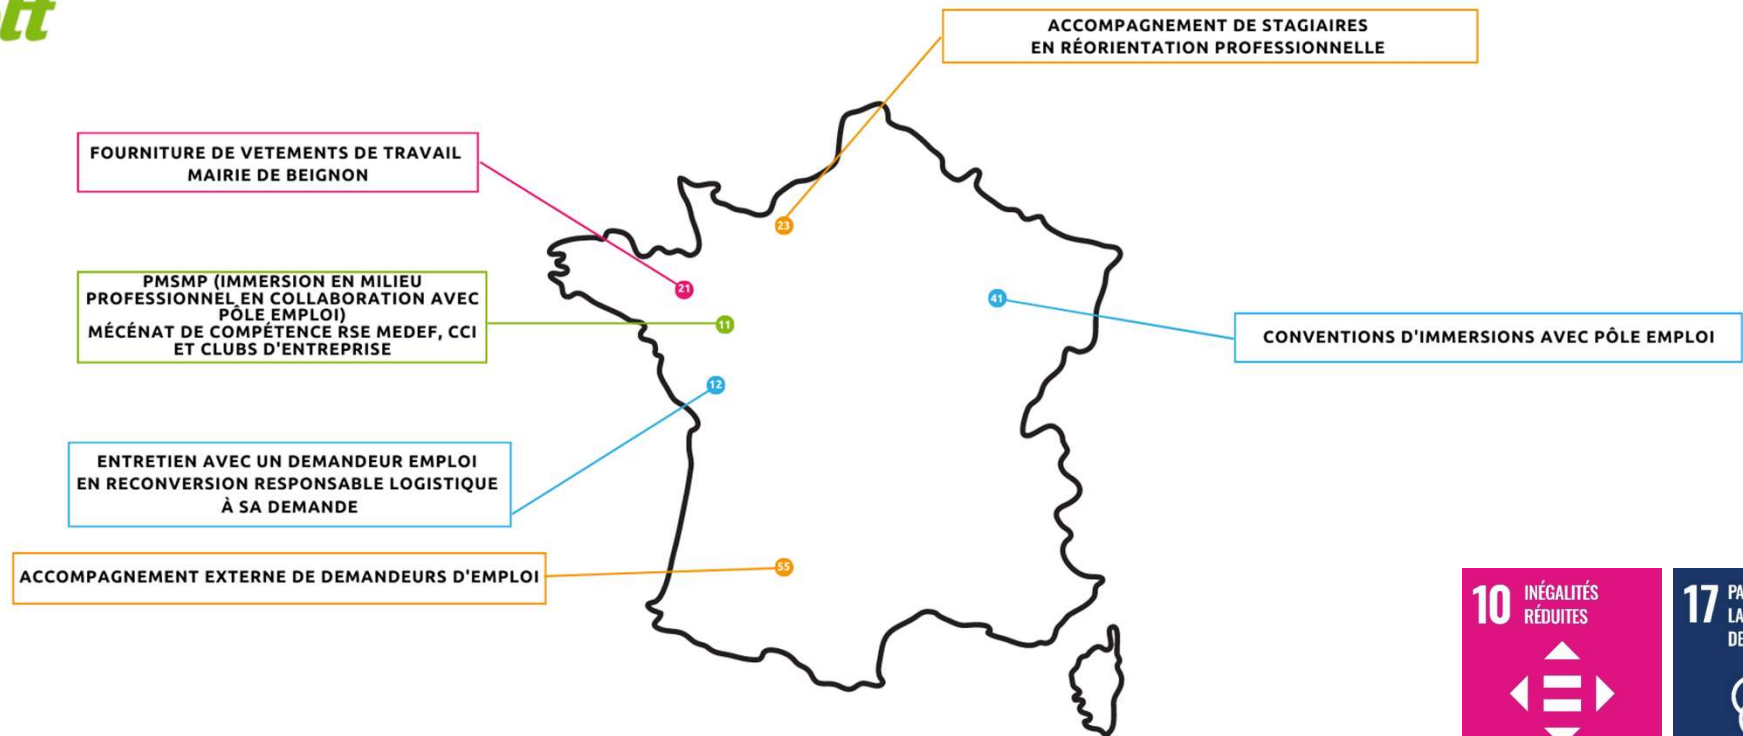 ACCOMPAGNEMENT DE STAGIAIRES
EN RÉORIENTATION PROFESSIONNELLE
FOURNITURE DE VETEMENTS DE TRAVAIL
MAIRIE DE BEIGNON
23
PMSMP (IMMERSION EN MILIEU
PROFESSIONNEL EN COLLABORATION AVEC
PÔLE EMPLOI)
MÉCÉNAT DE COMPÉTENCE RSE MEDEF, CCI
ET CLUBS D'ENTREPRISE
21
11
41
CONVENTIONS D'IMMERSIONS AVEC PÔLE EMPLOI
12
ENTRETIEN AVEC UN DEMANDEUR EMPLOI
EN RECONVERSION RESPONSABLE LOGISTIQUE
À SA DEMANDE
ACCOMPAGNEMENT EXTERNE DE DEMANDEURS D'EMPLOI
55
10 INÉGALITÉS
RÉDUITES
17